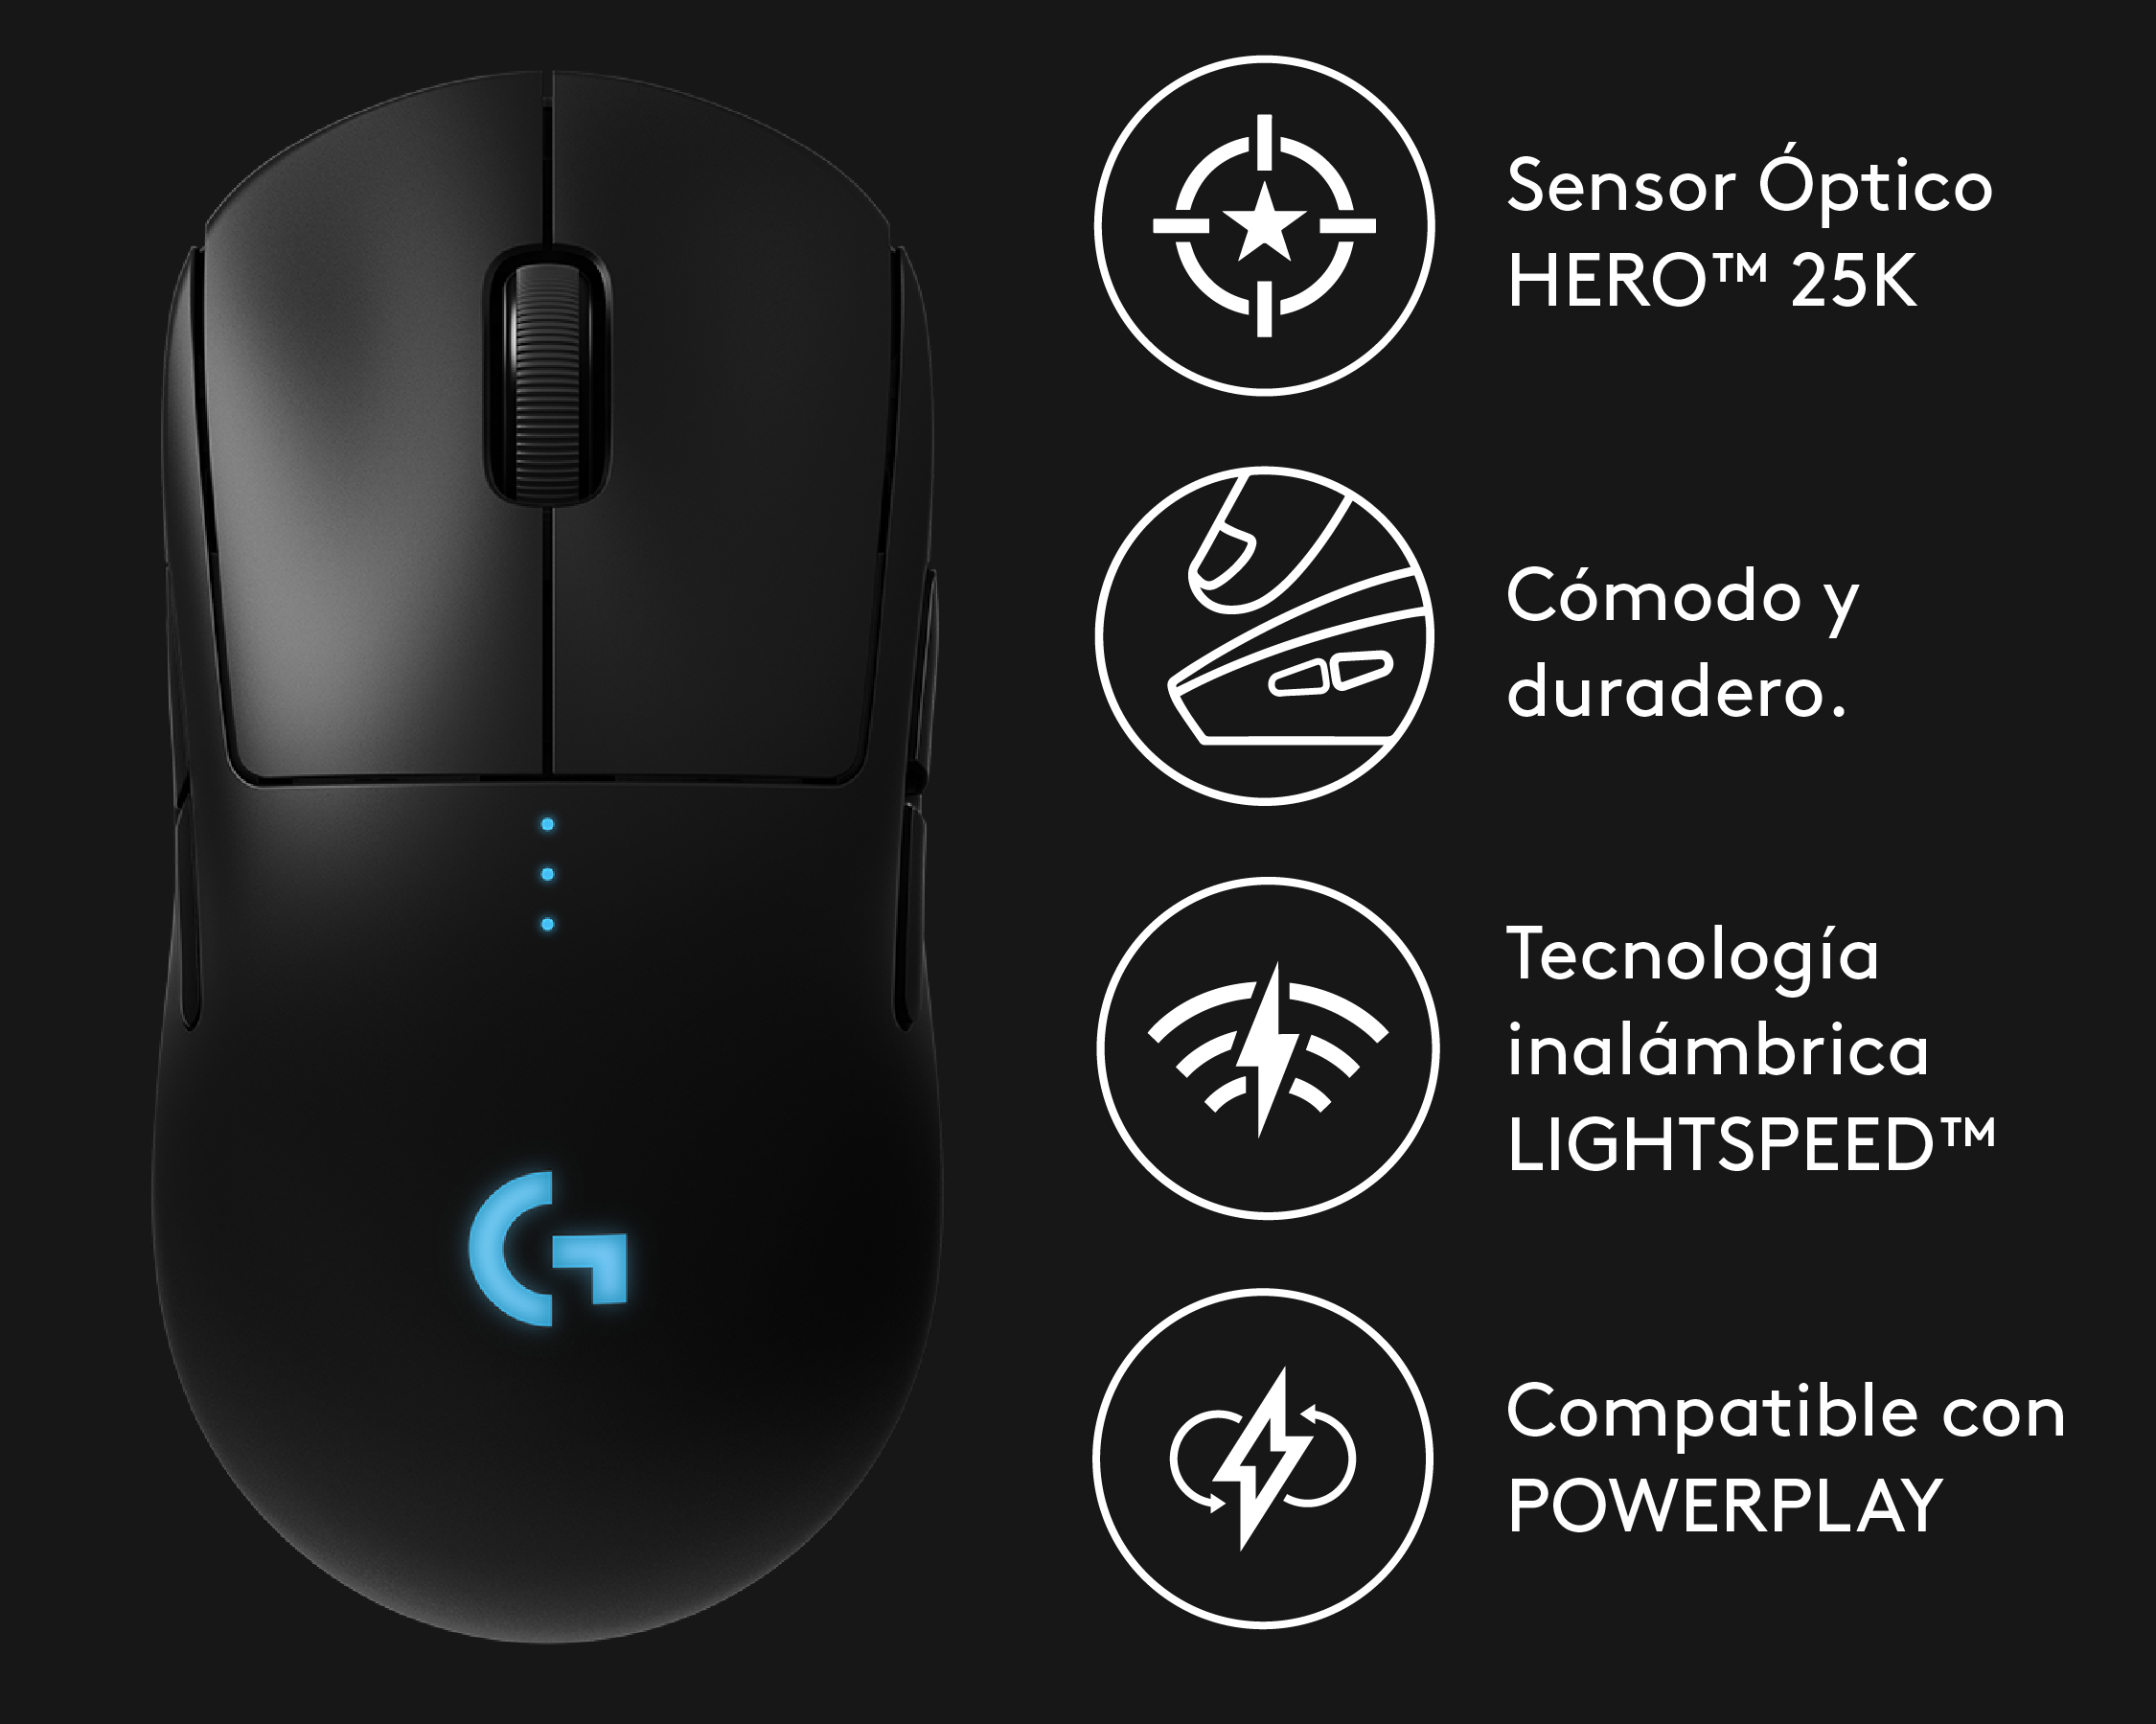 Sensor Óptico
HERO™ 25K
Cómodo y
duradero.
Tecnología
inalámbrica
LIGHTSPEED™
Compatible con
POWERPLAY
G